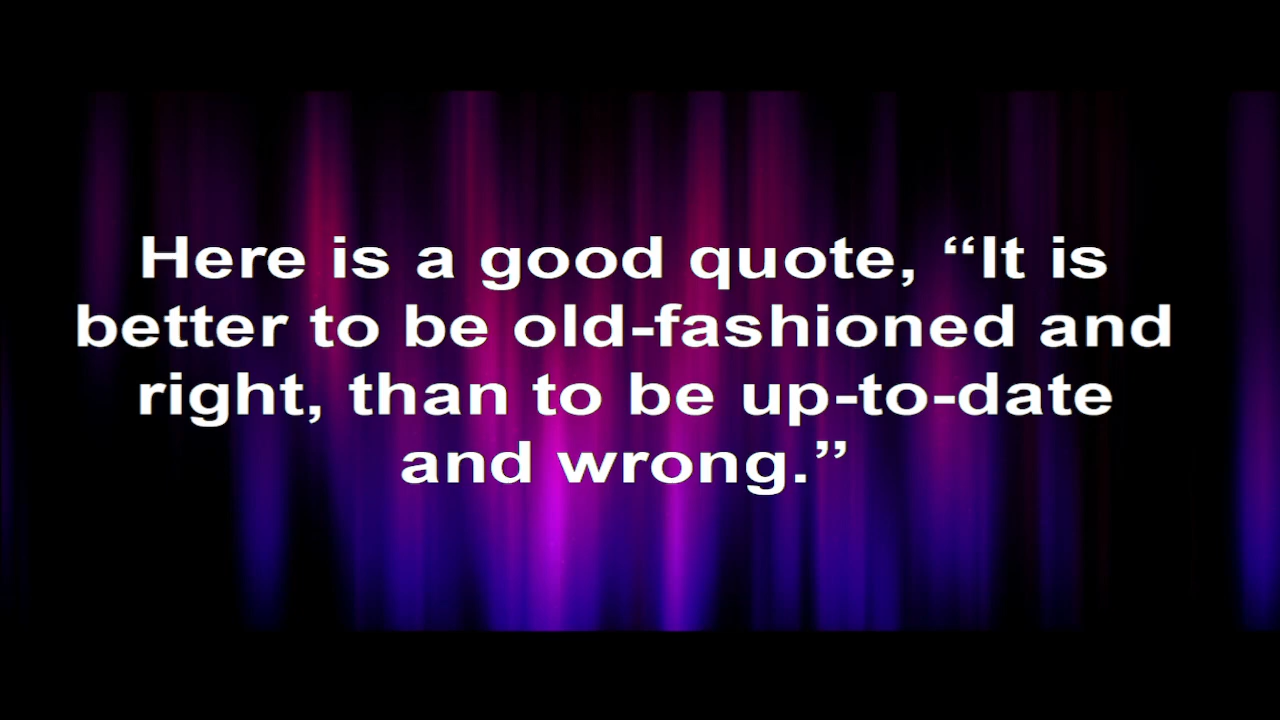 Here is a good quote, “It is
better to be old-fashioned and
right, than to be up-to-date
and wrong.”